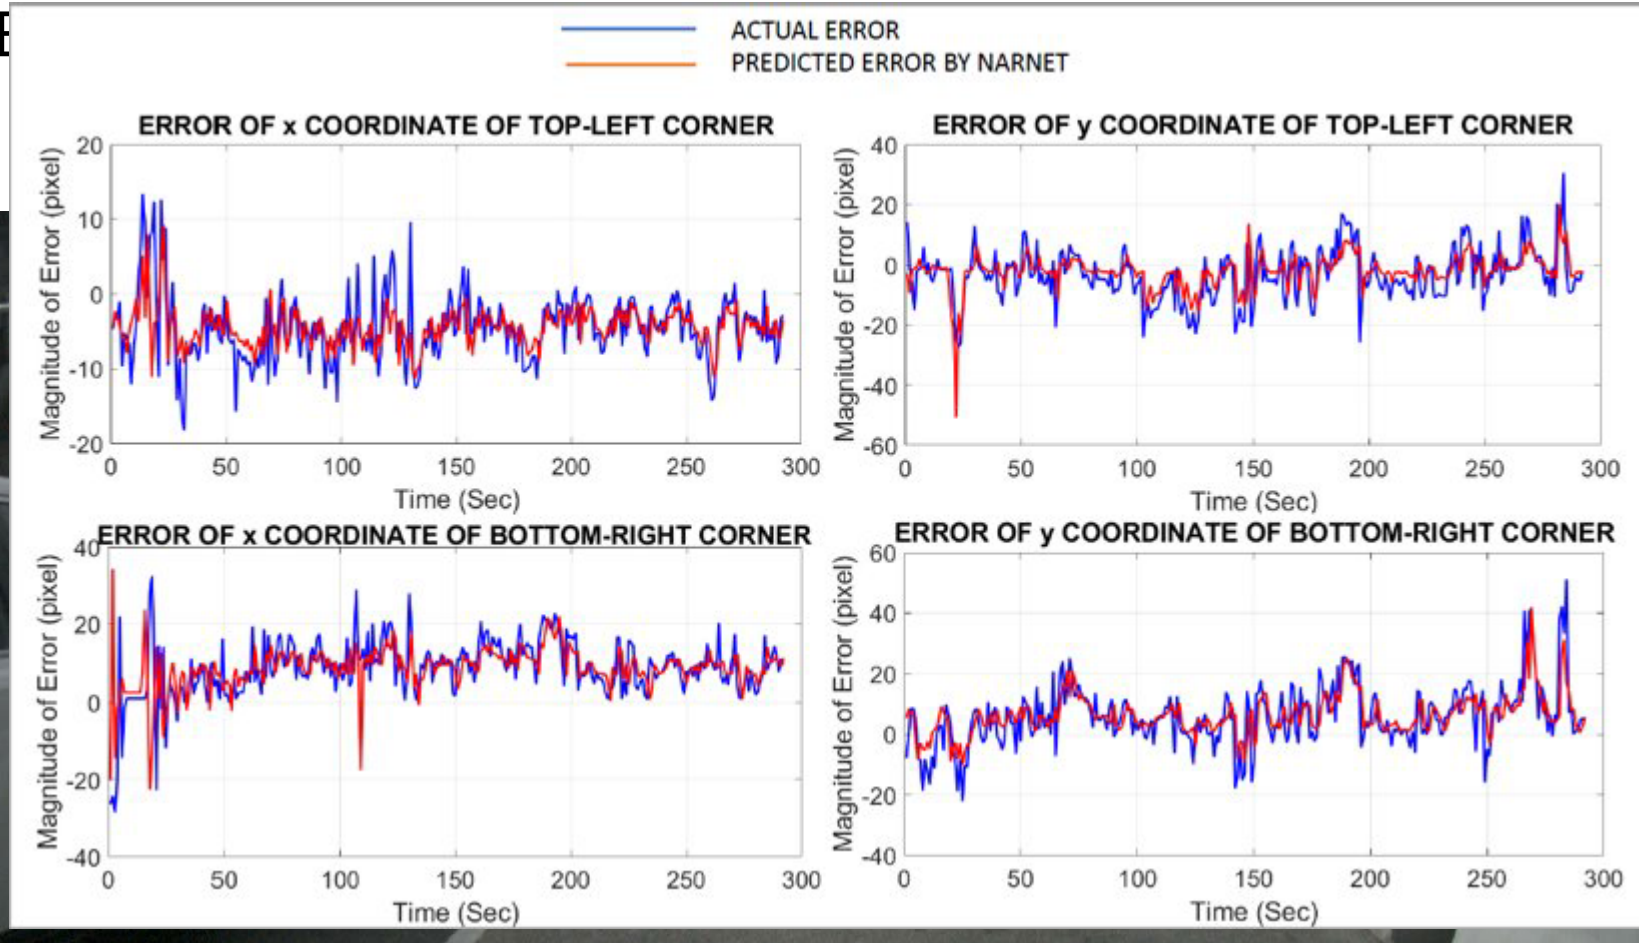 E
ACTUAL ERROR
PREDICTED ERROR BY NARNET
ERROR OF x COORDINATE OF TOP-LEFT CORNER
20
10
0
-10
-20
Magnitude of Error (pixel)
0 50 100 150 200 250 300
Time (Sec)
ERROR OF y COORDINATE OF TOP-LEFT CORNER
40
20
0
-20
-40
-60
Magnitude of Error (pixel)
0 50 100 150 200 250 300
Time (Sec)
ERROR OF x COORDINATE OF BOTTOM-RIGHT CORNER
40
20
0
-20
-40
Magnitude of Error (pixel)
0 50 100 150 200 250 300
Time (Sec)
ERROR OF y COORDINATE OF BOTTOM-RIGHT CORNER
60
40
20
0
-20
-40
Magnitude of Error (pixel)
0 50 100 150 200 250 300
Time (Sec)